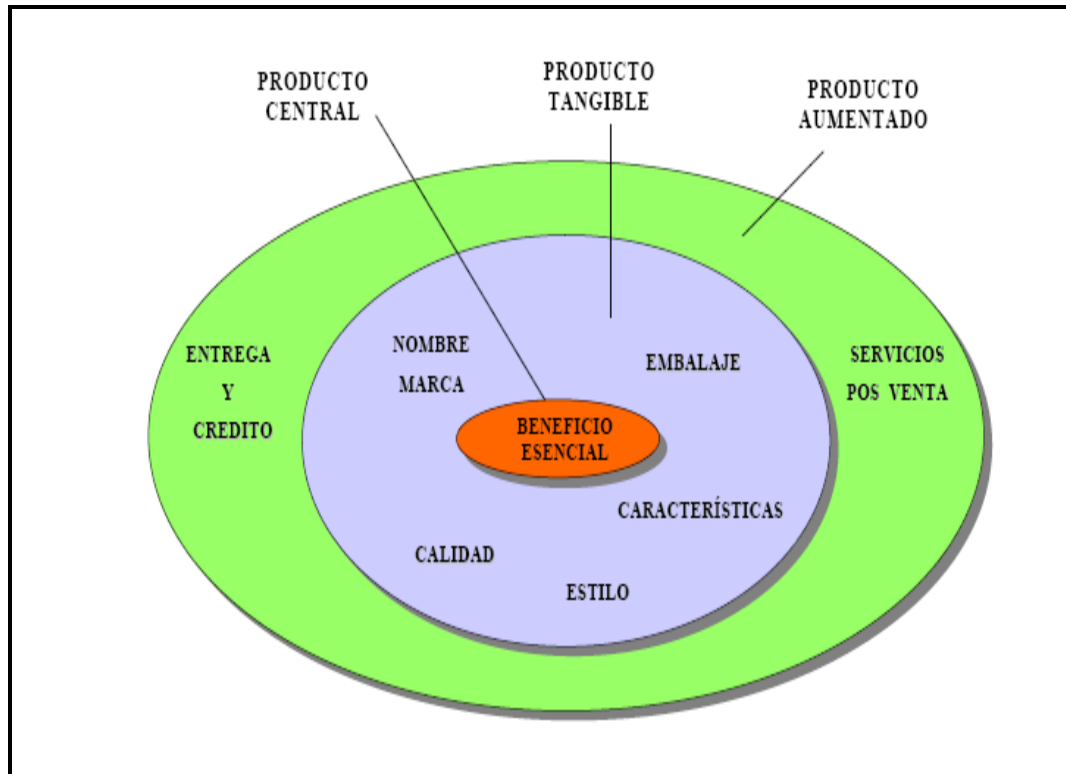 PRODUCTO
CENTRAL
PRODUCTO
TANGIBLE
PRODUCTO
AUMENTADO
ENTREGA
Y
CREDITO
NOMBRE
MARCA
EMBALAJE
SERVICIOS
POS VENTA
BENEFICIO
ESENCIAL
CARACTERÍSTICAS
CALIDAD
ESTILO